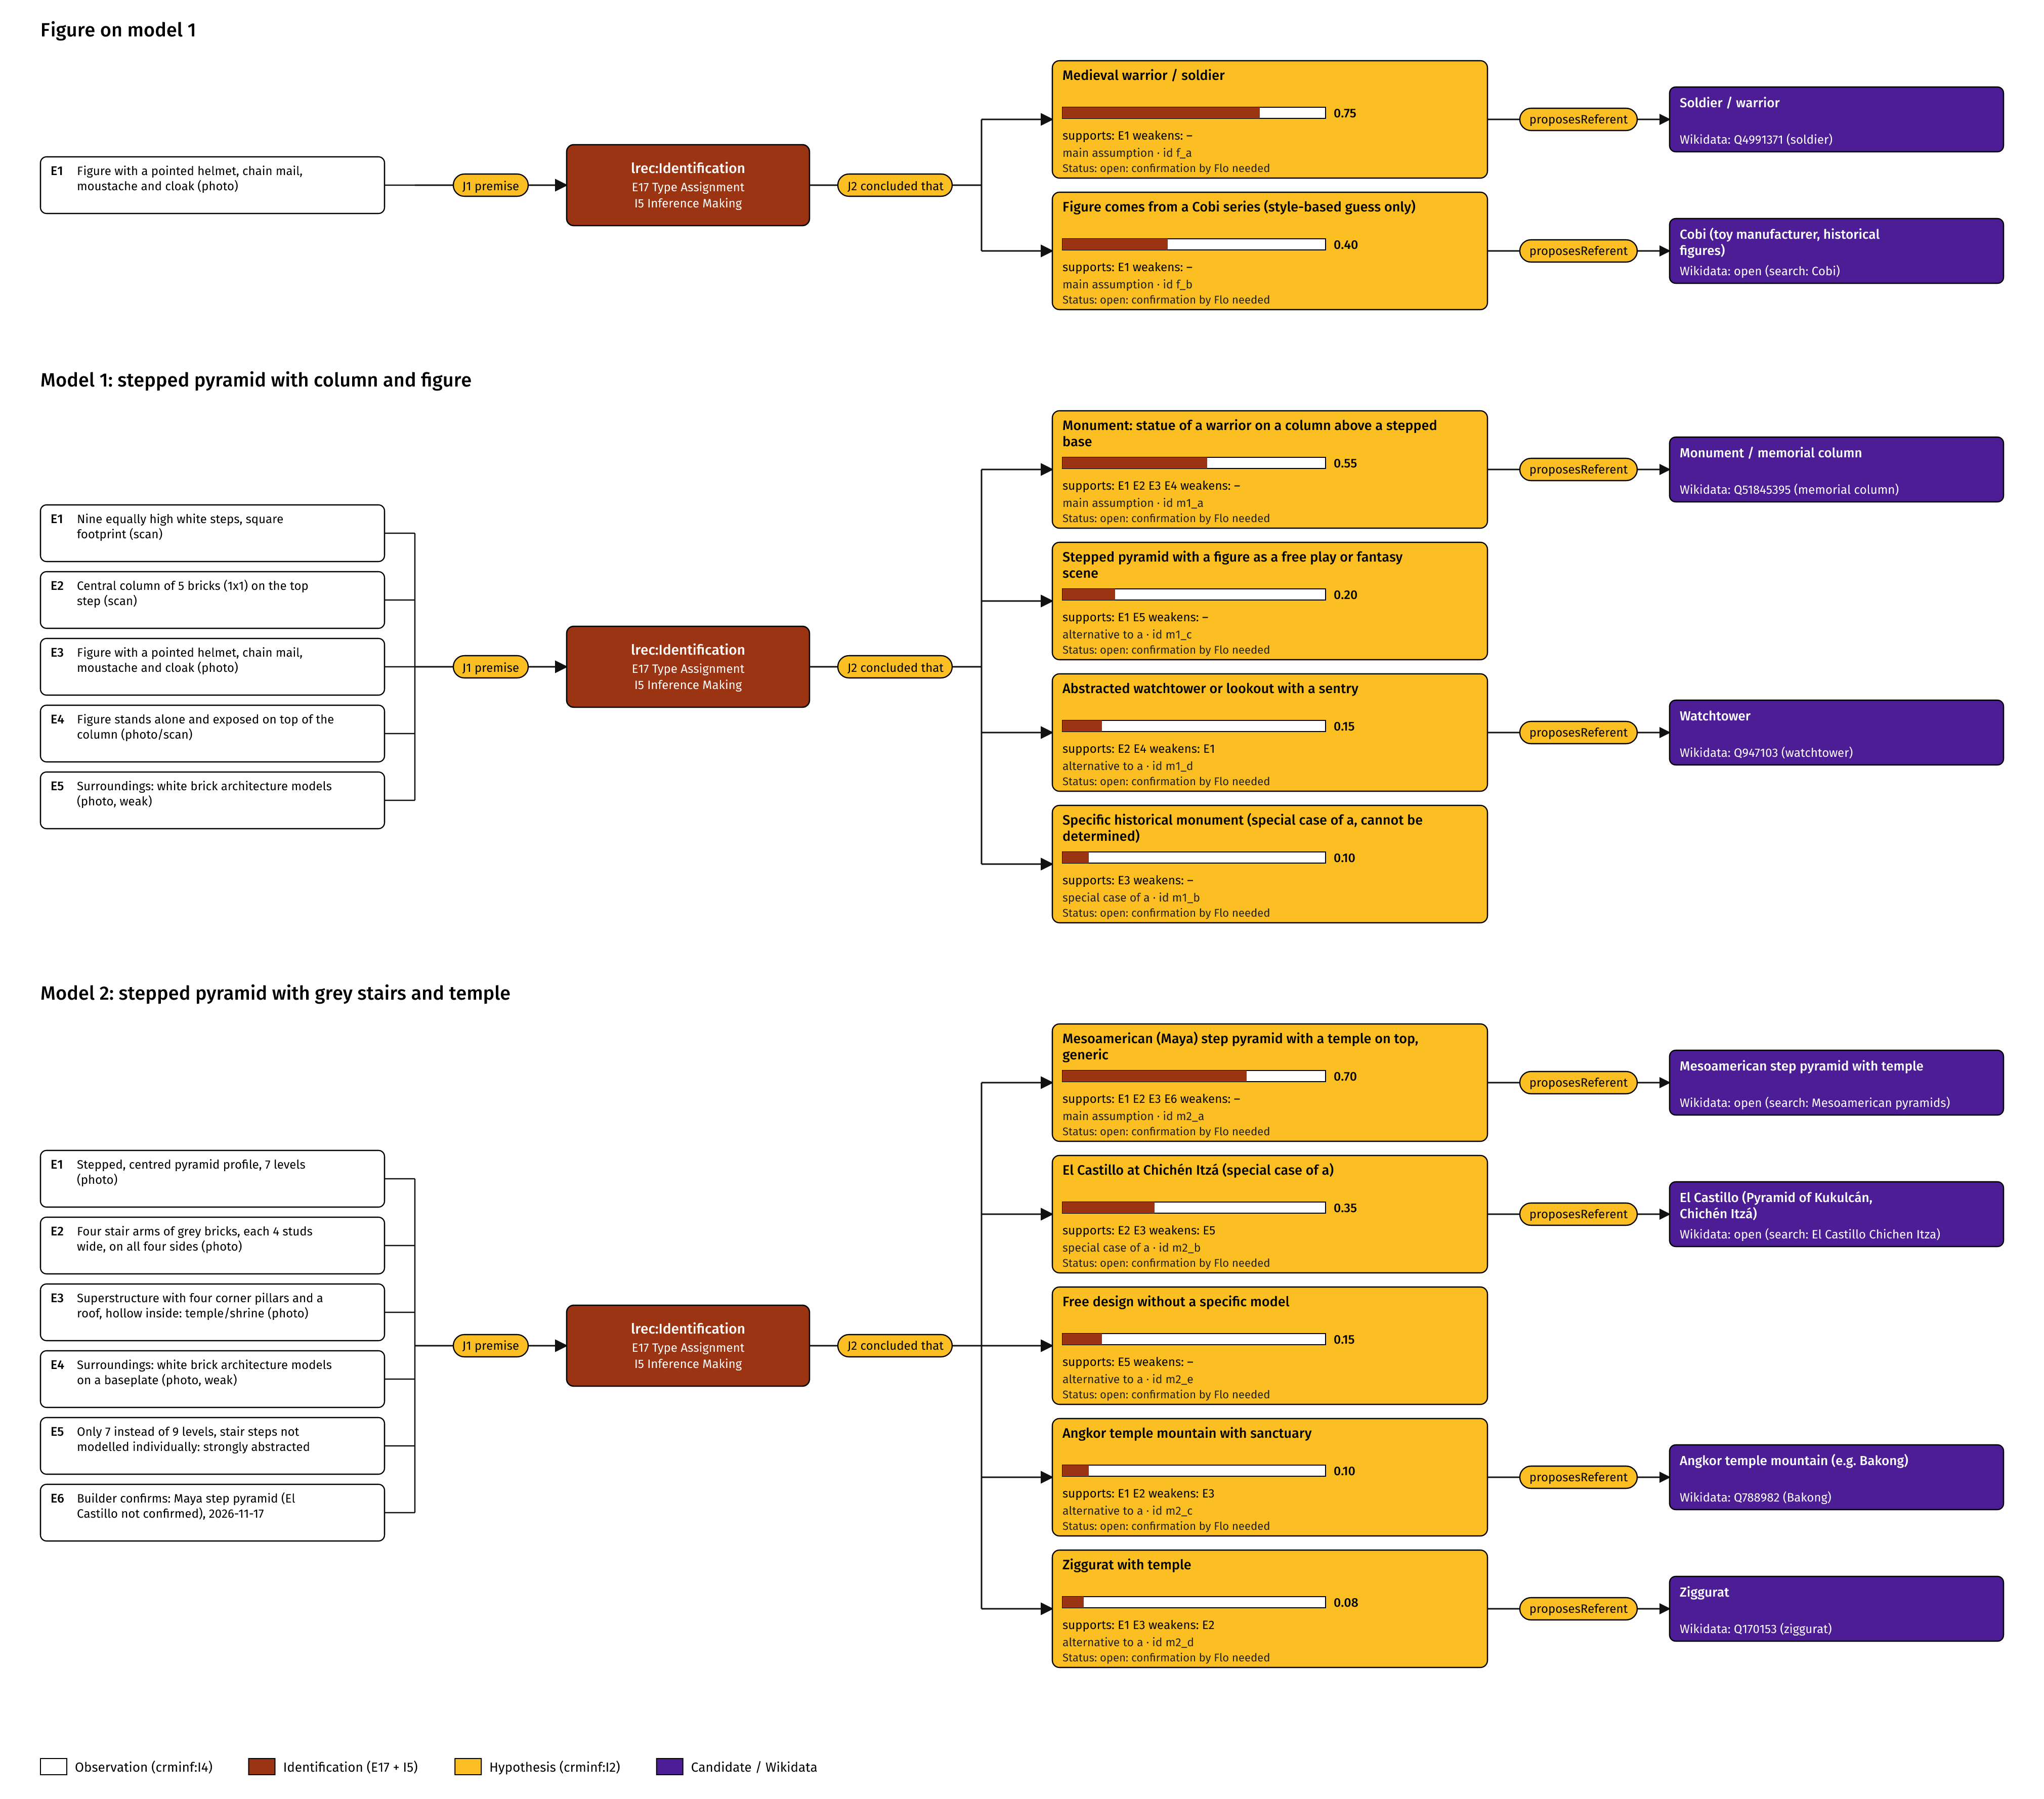 Figure on model 1
E1 Figure with a pointed helmet, chain mail,
moustache and cloak (photo)
J1 premise
lrec:Identification
E17 Type Assignment
I5 Inference Making
J2 concluded that
Medieval warrior / soldier
0.75
supports: E1 weakens: –
main assumption · id f_a
Status: open: confirmation by Flo needed
proposesReferent
Soldier / warrior
Wikidata: Q4991371 (soldier)
Figure comes from a Cobi series (style-based guess only)
0.40
supports: E1 weakens: –
main assumption · id f_b
Status: open: confirmation by Flo needed
proposesReferent
Cobi (toy manufacturer, historical
figures)
Wikidata: open (search: Cobi)
Model 1: stepped pyramid with column and figure
E1 Nine equally high white steps, square
footprint (scan)
E2 Central column of 5 bricks (1x1) on the top
step (scan)
E3 Figure with a pointed helmet, chain mail,
moustache and cloak (photo)
E4 Figure stands alone and exposed on top of the
column (photo/scan)
E5 Surroundings: white brick architecture models
(photo, weak)
J1 premise
lrec:Identification
E17 Type Assignment
I5 Inference Making
J2 concluded that
Monument: statue of a warrior on a column above a stepped
base
0.55
supports: E1 E2 E3 E4 weakens: –
main assumption · id m1_a
Status: open: confirmation by Flo needed
proposesReferent
Monument / memorial column
Wikidata: Q51845395 (memorial column)
Stepped pyramid with a figure as a free play or fantasy
scene
0.20
supports: E1 E5 weakens: –
alternative to a · id m1_c
Status: open: confirmation by Flo needed
Abstracted watchtower or lookout with a sentry
0.15
supports: E2 E4 weakens: E1
alternative to a · id m1_d
Status: open: confirmation by Flo needed
proposesReferent
Watchtower
Wikidata: Q947103 (watchtower)
Specific historical monument (special case of a, cannot be
determined)
0.10
supports: E3 weakens: –
special case of a · id m1_b
Status: open: confirmation by Flo needed
Model 2: stepped pyramid with grey stairs and temple
E1 Stepped, centred pyramid profile, 7 levels
(photo)
E2 Four stair arms of grey bricks, each 4 studs
wide, on all four sides (photo)
E3 Superstructure with four corner pillars and a
roof, hollow inside: temple/shrine (photo)
E4 Surroundings: white brick architecture models
on a baseplate (photo, weak)
E5 Only 7 instead of 9 levels, stair steps not
modelled individually: strongly abstracted
E6 Builder confirms: Maya step pyramid (El
Castillo not confirmed), 2026-11-17
J1 premise
lrec:Identification
E17 Type Assignment
I5 Inference Making
J2 concluded that
Mesoamerican (Maya) step pyramid with a temple on top,
generic
0.70
supports: E1 E2 E3 E6 weakens: –
main assumption · id m2_a
Status: open: confirmation by Flo needed
proposesReferent
Mesoamerican step pyramid with temple
Wikidata: open (search: Mesoamerican pyramids)
El Castillo at Chichén Itzá (special case of a)
0.35
supports: E2 E3 weakens: E5
special case of a · id m2_b
Status: open: confirmation by Flo needed
proposesReferent
El Castillo (Pyramid of Kukulcán,
Chichén Itzá)
Wikidata: open (search: El Castillo Chichen Itza)
Free design without a specific model
0.15
supports: E5 weakens: –
alternative to a · id m2_e
Status: open: confirmation by Flo needed
Angkor temple mountain with sanctuary
0.10
supports: E1 E2 weakens: E3
alternative to a · id m2_c
Status: open: confirmation by Flo needed
proposesReferent
Angkor temple mountain (e.g. Bakong)
Wikidata: Q788982 (Bakong)
Ziggurat with temple
0.08
supports: E1 E3 weakens: E2
alternative to a · id m2_d
Status: open: confirmation by Flo needed
proposesReferent
Ziggurat
Wikidata: Q170153 (ziggurat)
Observation (crminf:I4)
Identification (E17 + I5)
Hypothesis (crminf:I2)
Candidate / Wikidata